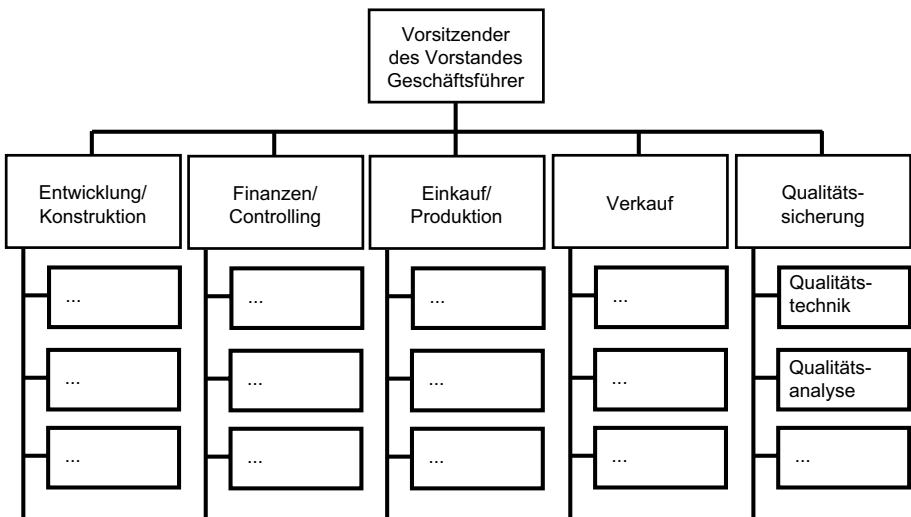 Vorsitzender
des Vorstandes
Geschäftsführer
Entwicklung/
Konstruktion
Finanzen/
Controlling
Einkauf/
Produktion
Verkauf
Qualitäts-
sicherung
...
...
...
...
Qualitäts-
technik
...
...
...
...
Qualitäts-
analyse
...
...
...
...
...